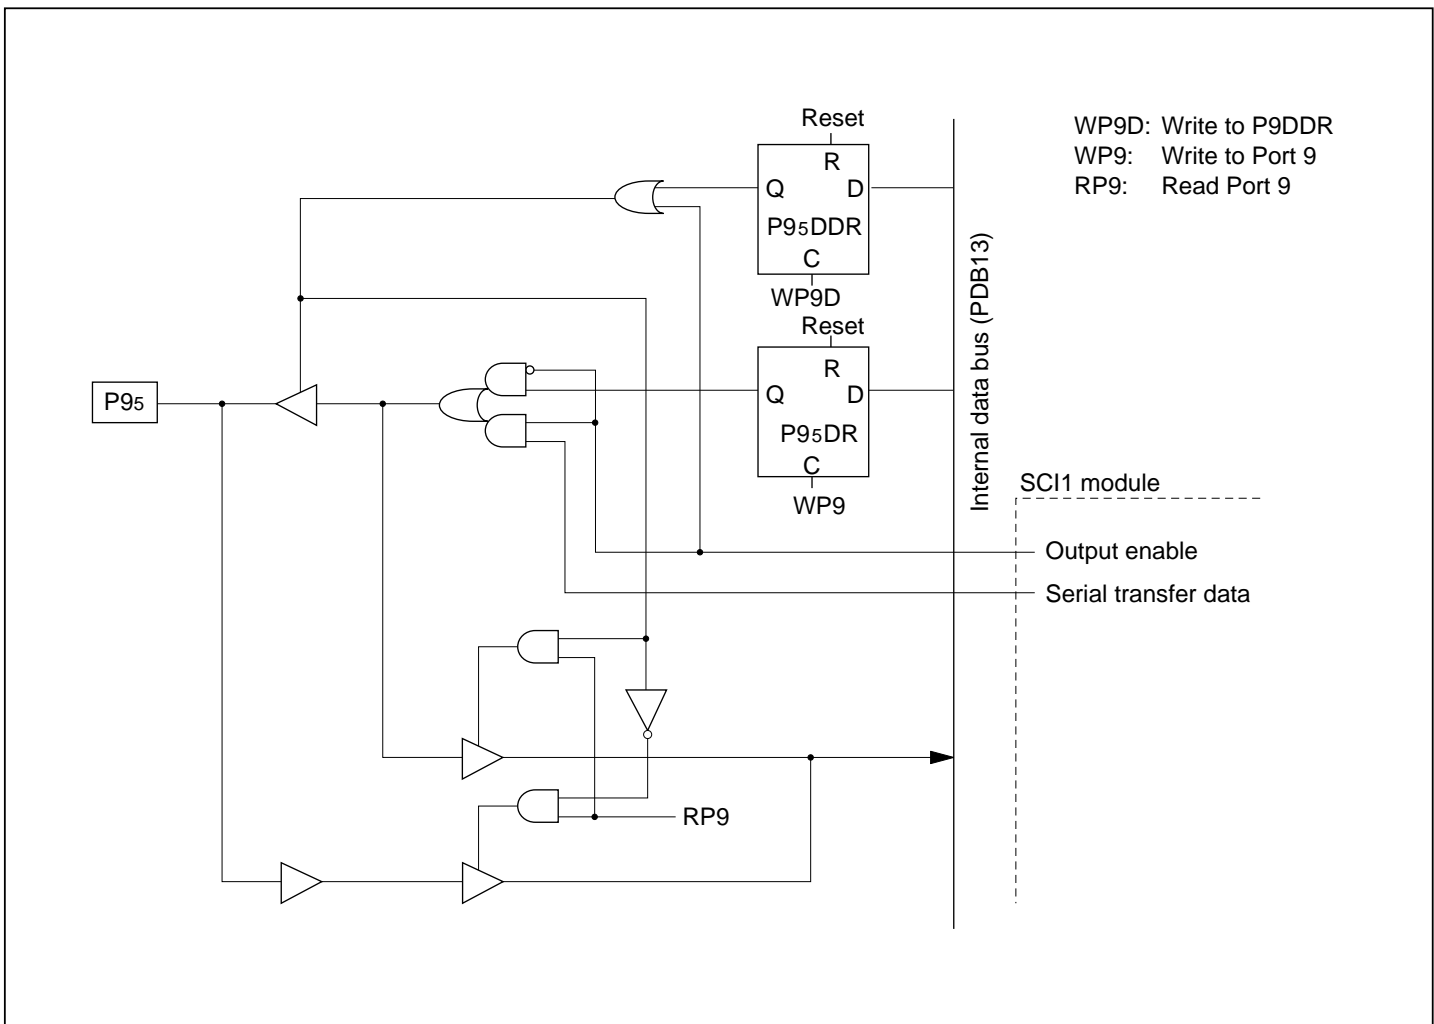 Reset
WP9D: Write to P9DDR
WP9: Write to Port 9
RP9: Read Port 9
R
Q D
P95DDR
C
WP9D
Reset
R
Q D
P95DR
C
WP9
P95
Internal data bus (PDB13)
SCI1 module
Output enable
Serial transfer data
RP9